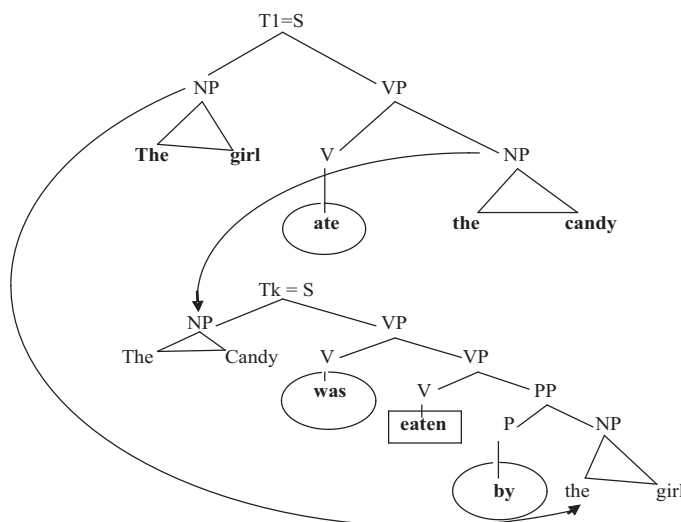 T1=S
NP VP
The girl V NP
ate the candy
Tk = S
NP VP
The Candy V VP
was V PP
eaten P NP
by the girl